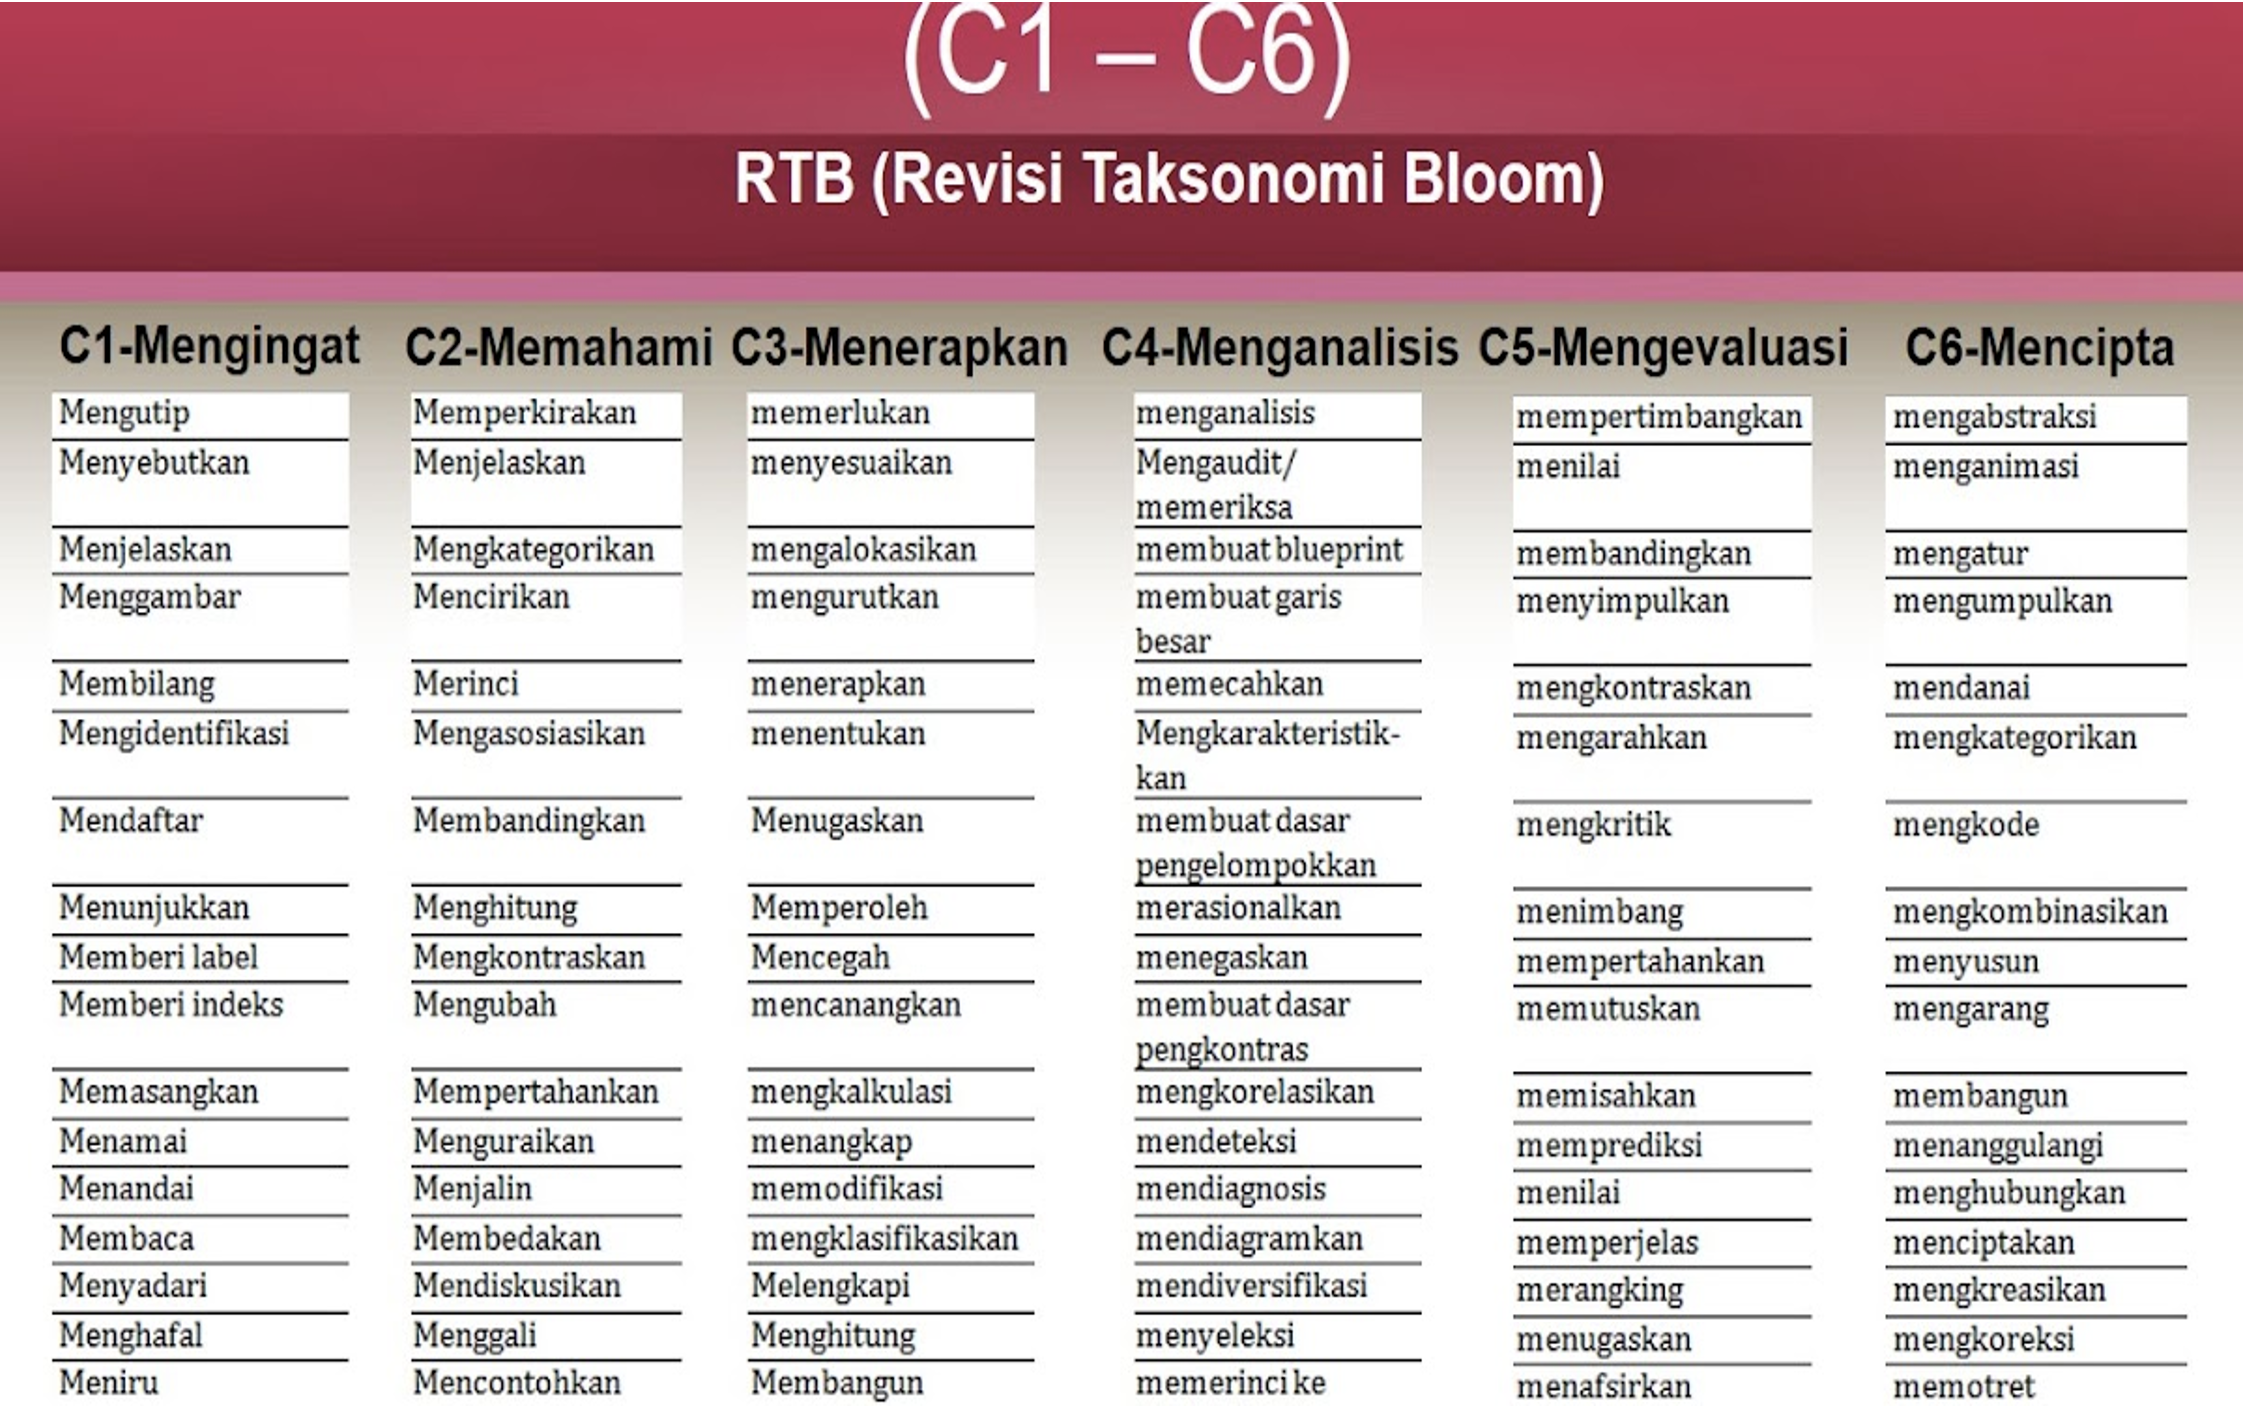 (C1 – C6)
RTB (Revisi Taksonomi Bloom)
C1-Mengingat C2-Memahami C3-Menerapkan C4-Menganalisis C5-Mengevaluasi C6-Mencipta
Mengutip Memperkirakan memerlukan menganalisis mempertimbangkan mengabstraksi
Menyebutkan Menjelaskan menyesuaikan Mengaudit/ menilai menganimasi
memeriksa
Menjelaskan Mengkategorikan mengalokasikan membuat blueprint membandingkan mengatur
Menggambar Mencirikan mengurutkan membuat garis menyimpulkan mengumpulkan
besar
Membilang Merinci menerapkan memecahkan mengkontraskan mendanai
Mengidentifikasi Mengasosiasikan menentukan Mengkarakteristik- mengarahkan mengkategorikan
kan
Mendaftar Membandingkan Menugaskan membuat dasar mengkritik mengkode
pengelompokkan
Menunjukkan Menghitung Memperoleh merasionalkan menimbang mengkombinasikan
Memberi label Mengkontraskan Mencegah menegaskan mempertahankan menyusun
Memberi indeks Mengubah mencanangkan membuat dasar memutuskan mengarang
pengkontras
Memasangkan Mempertahankan mengkalkulasi mengkorelasikan memisahkan membangun
Menamai Menguraikan menangkap mendeteksi memprediksi menanggulangi
Menandai Menjalin memodifikasi mendiagnosis menilai menghubungkan
Membaca Membedakan mengklasifikasikan mendiagramkan memperjelas menciptakan
Menyadari Mendiskusikan Melengkapi mendiversifikasi merangking mengkreasikan
Menghafal Menggali Menghitung menyeleksi menugaskan mengkoreksi
Meniru Mencontohkan Membangun memerinci ke menafsirkan memotret